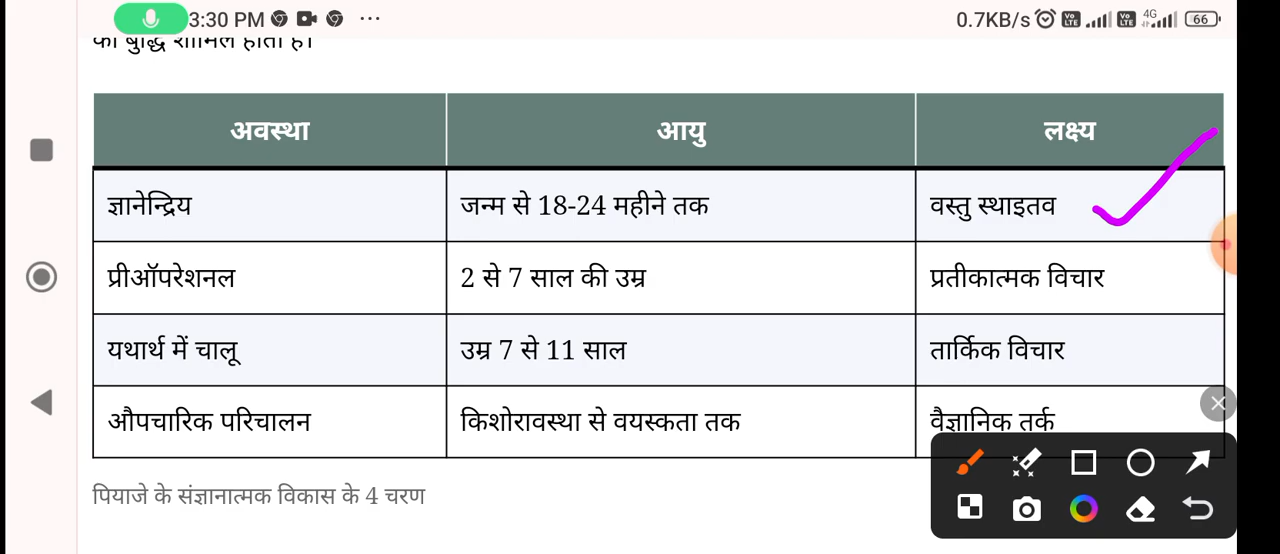 3:30 PM ...
0.7KB/s 4G 66
की बुद्धि शामिल होती है।
अवस्था आयु लक्ष्य
ज्ञानेन्द्रिय जन्म से 18-24 महीने तक वस्तु स्थाइतव
प्रीऑपरेशनल 2 से 7 साल की उम्र प्रतीकात्मक विचार
यथार्थ में चालू उम्र 7 से 11 साल तार्किक विचार
औपचारिक परिचालन किशोरावस्था से वयस्कता तक वैज्ञानिक तर्क
पियाजे के संज्ञानात्मक विकास के 4 चरण